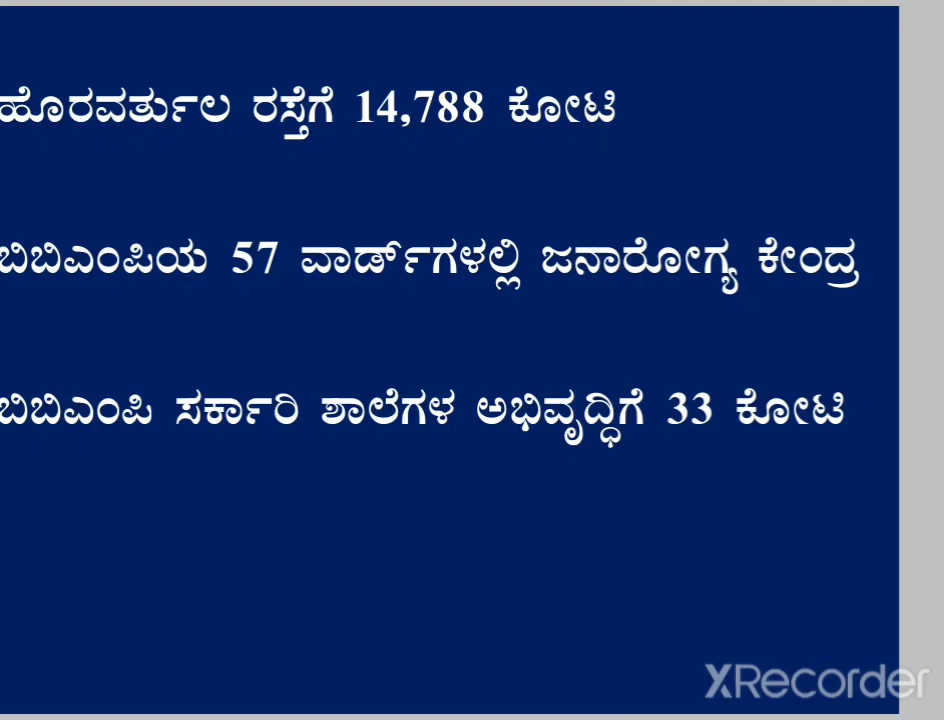 ಹೊರವರ್ತುಲ ರಸ್ತೆಗೆ 14,788 ಕೋಟಿ
ಬಿಬಿಎಂಪಿಯ 57 ವಾರ್ಡ್‌ಗಳಲ್ಲಿ ಜನಾರೋಗ್ಯ ಕೇಂದ್ರ
ಬಿಬಿಎಂಪಿ ಸರ್ಕಾರಿ ಶಾಲೆಗಳ ಅಭಿವೃದ್ಧಿಗೆ 33 ಕೋಟಿ
XRecorder